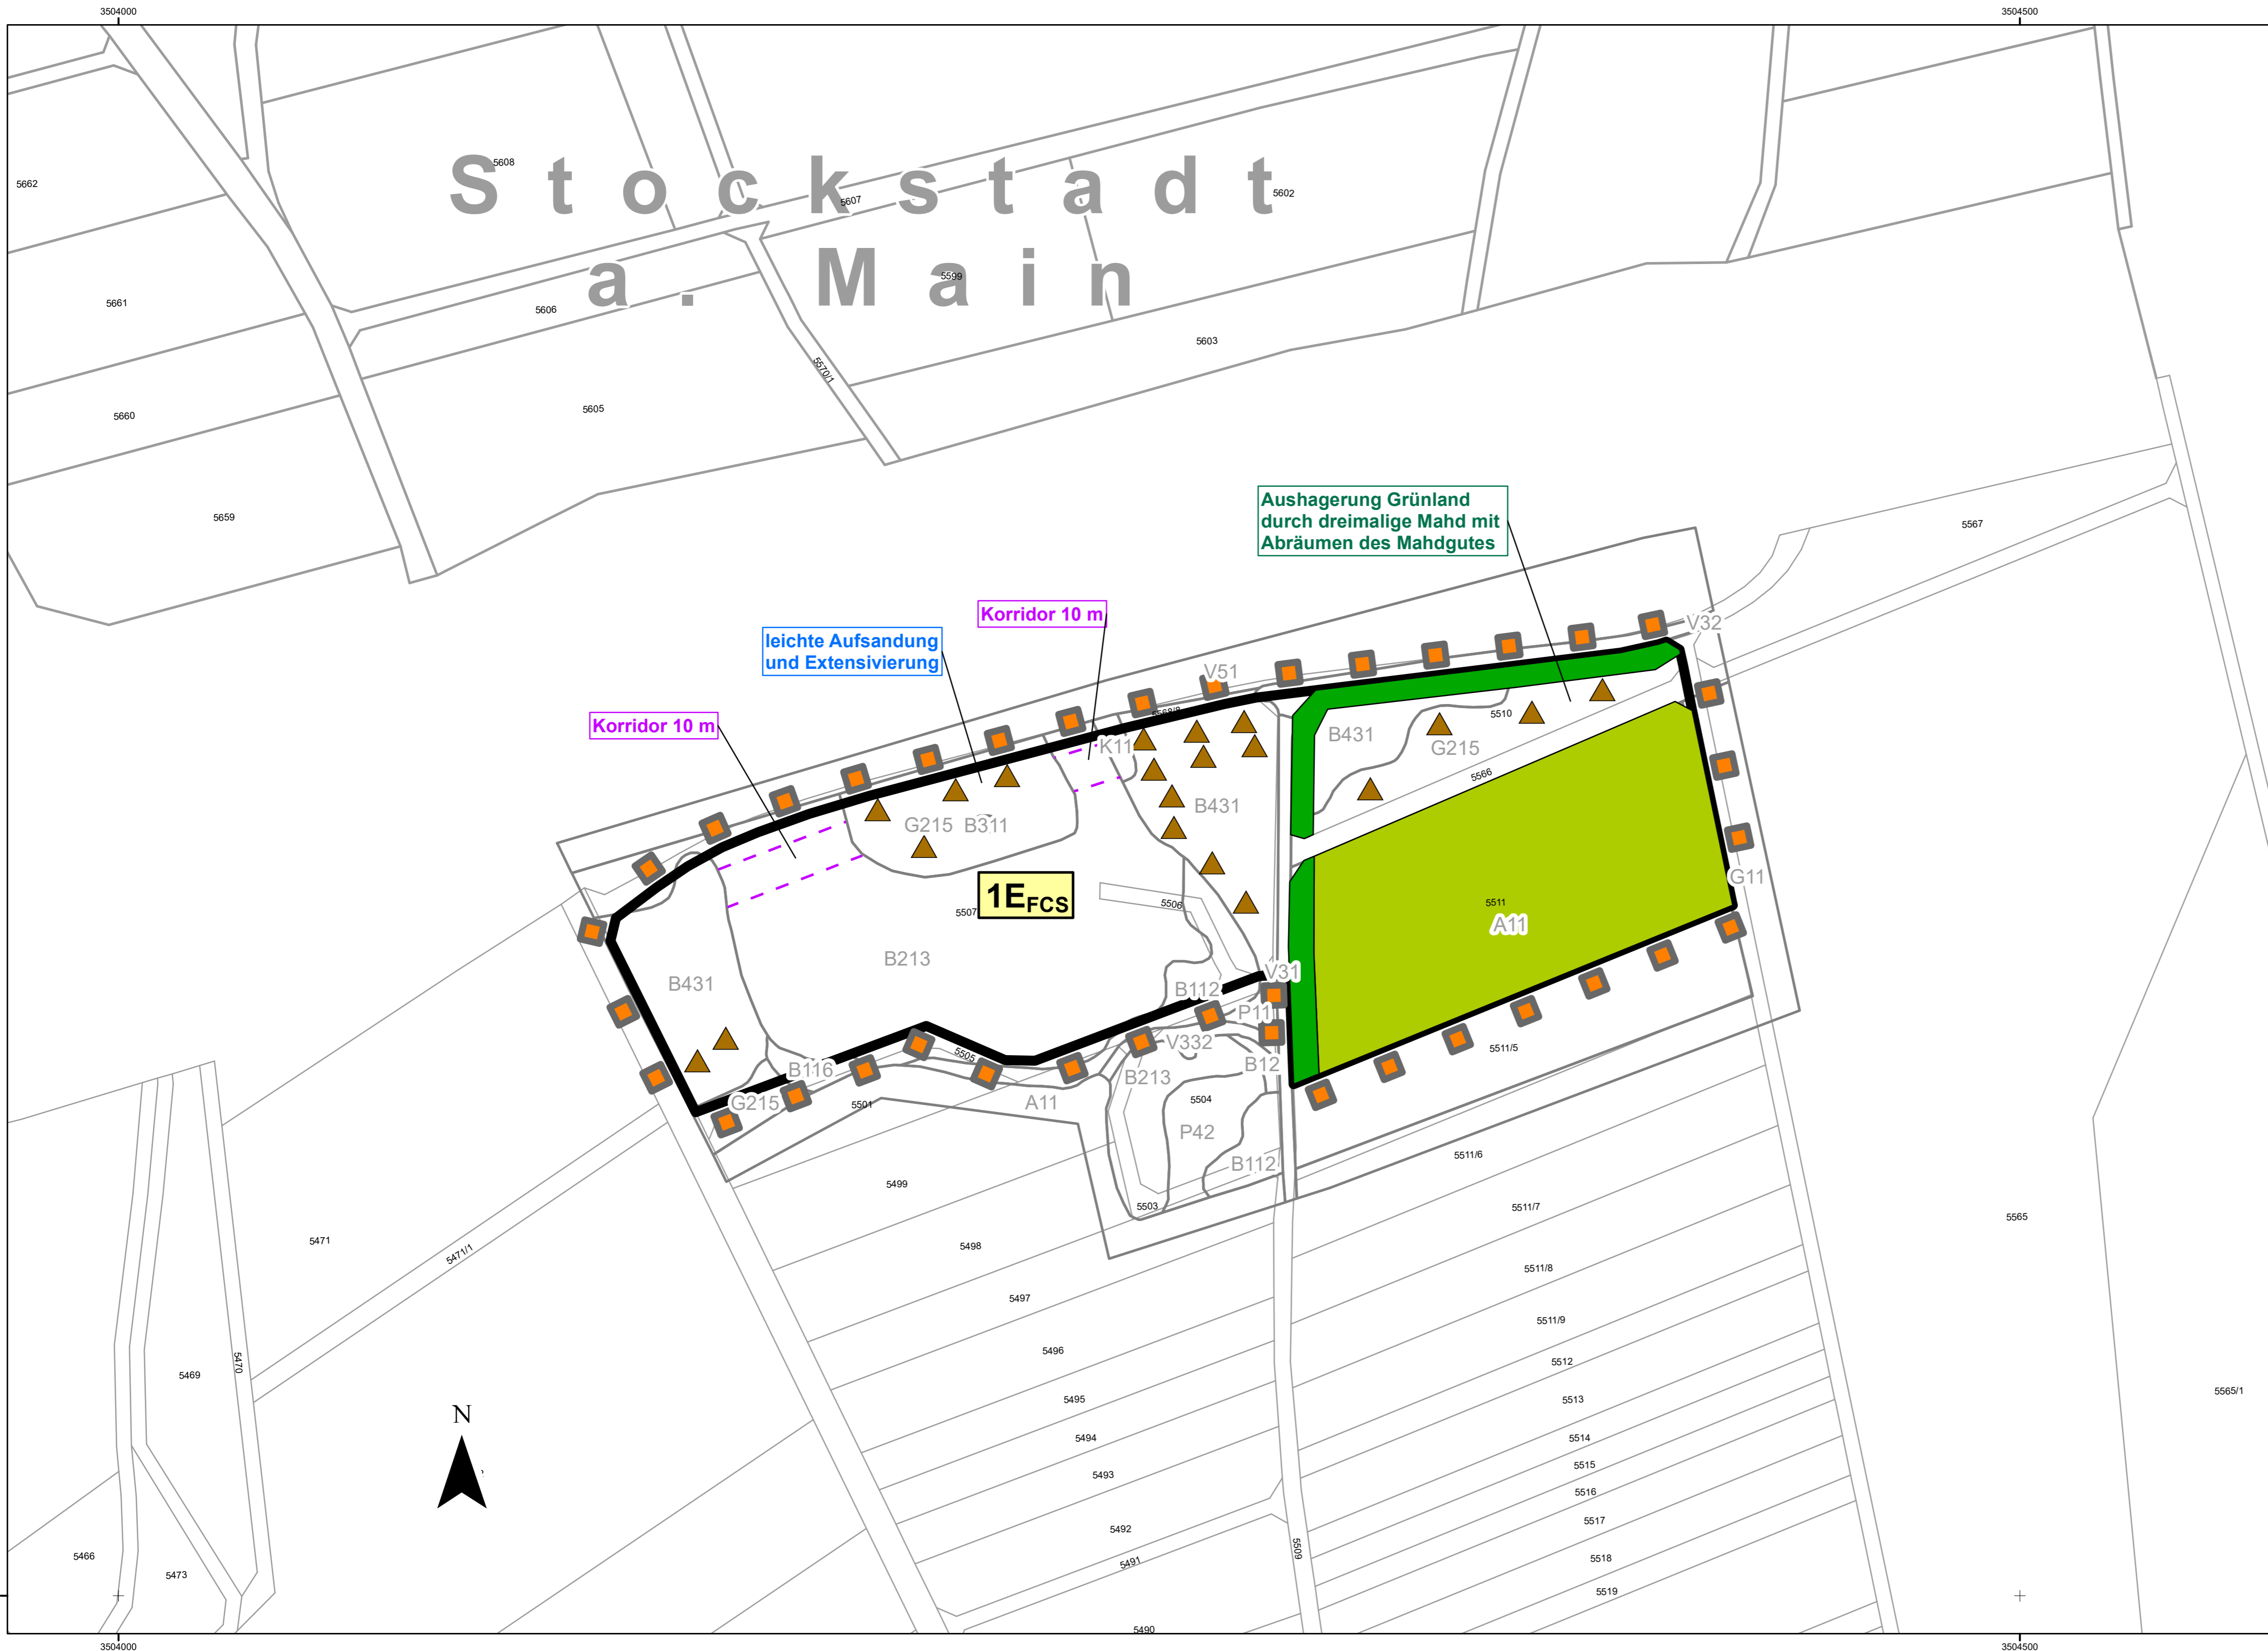 3504000
3504500
5608
5662
S t o c k s t a d t
5602
5607
a . M a i n
5599
5661
5606
5603
5570/1
5660
5605
5659
Aushagerung Grünland
durch dreimalige Mahd mit
Abräumen des Mahdgutes
5567
Korridor 10 m
leichte Aufsandung
und Extensivierung
V32
V51
Korridor 10 m
5568/8
5510
B431
G215
K11
5566
B431
G215
B311
G11
1EFCS
5506
5511
5507
A11
B213
B431
V31
B112
P11
V332
5505
5511/5
B12
B116
B213
G215
5501
A11
5504
P42
5511/6
B112
5499
5503
5511/7
5565
5498
5471
5471/1
5511/8
5497
5511/9
5496
5512
5470
5469
5565/1
5495
5513
N
5494
5514
5493
5515
5516
5492
5517
5509
5466
5491
5518
5473
5519
5490
3504000
3504500